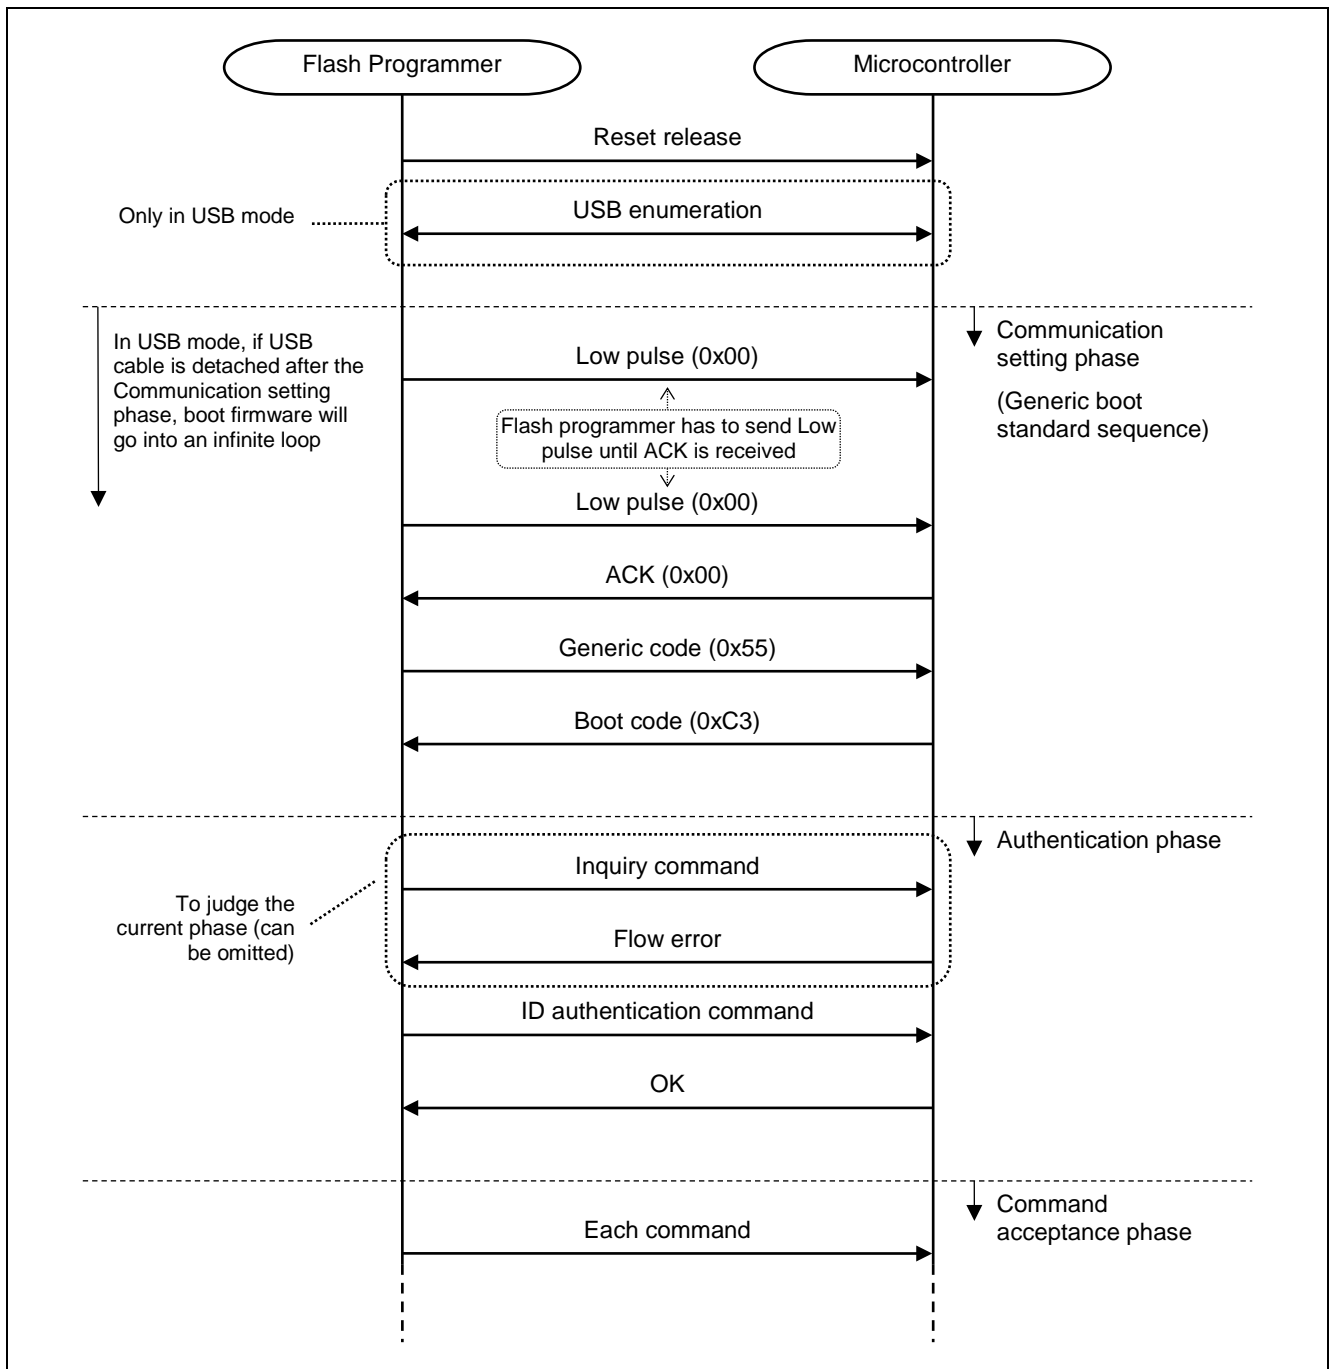 Flash Programmer
Microcontroller
Reset release
Only in USB mode
USB enumeration
In USB mode, if USB
cable is detached after the
Communication setting
phase, boot firmware will
go into an infinite loop
Communication
setting phase
(Generic boot
standard sequence)
Low pulse (0x00)
Flash programmer has to send Low
pulse until ACK is received
Low pulse (0x00)
ACK (0x00)
Generic code (0x55)
Boot code (0xC3)
Authentication phase
Inquiry command
To judge the
current phase (can
be omitted)
Flow error
ID authentication command
OK
Command
acceptance phase
Each command